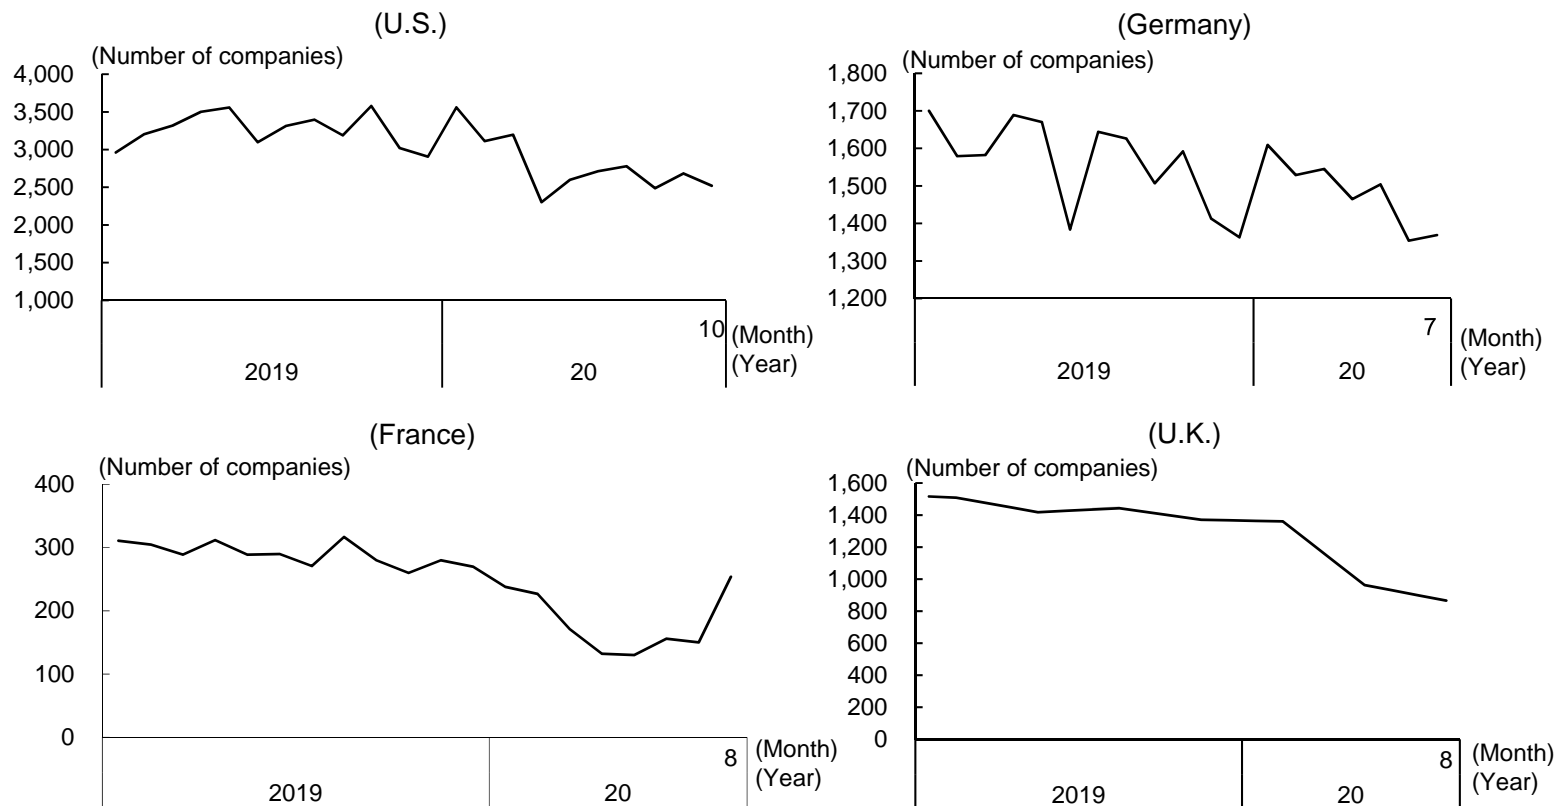 (U.S.)
(Number of companies)
4,000
3,500
3,000
2,500
2,000
1,500
1,000
10
(Month)
2019
20
(Year)
(Germany)
(Number of companies)
1,800
1,700
1,600
1,500
1,400
1,300
1,200
7
(Month)
2019
20
(Year)
(France)
(Number of companies)
400
300
200
100
0
8
(Month)
2019
20
(Year)
(U.K.)
(Number of companies)
1,600
1,400
1,200
1,000
800
600
400
200
0
8
(Month)
2019
20
(Year)